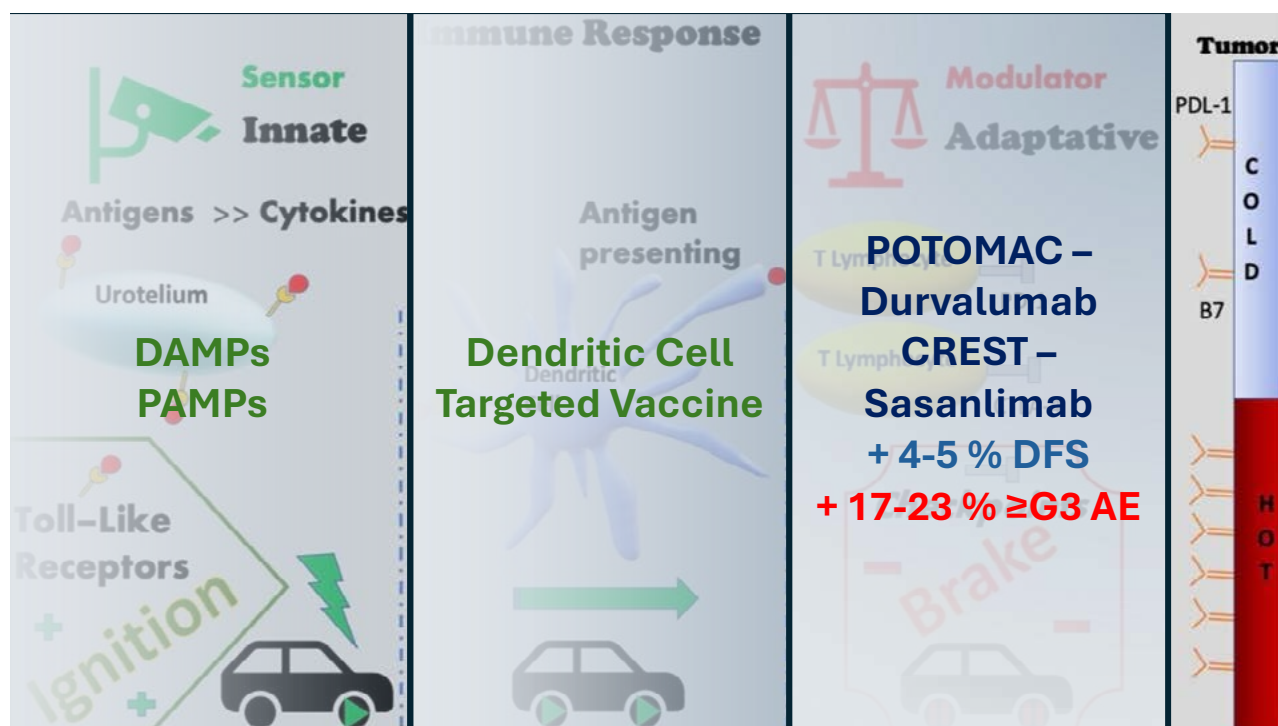 mmune Response
Sensor
Innate
Antigens >> Cytokines
Urotelium
DAMPs
PAMPs
Toll-Like
Receptors
Ignition
Antigen
presenting
Dendritic
Dendritic Cell
Targeted Vaccine
Modulator
Adaptative
T Lymphocyte
T Lymphocyte
POTOMAC –
Durvalumab
CREST –
Sasanlimab
+ 4-5 % DFS
+ 17-23 % ≥G3 AE
Brake
Tumor
PDL-1
B7
COLD
HOT